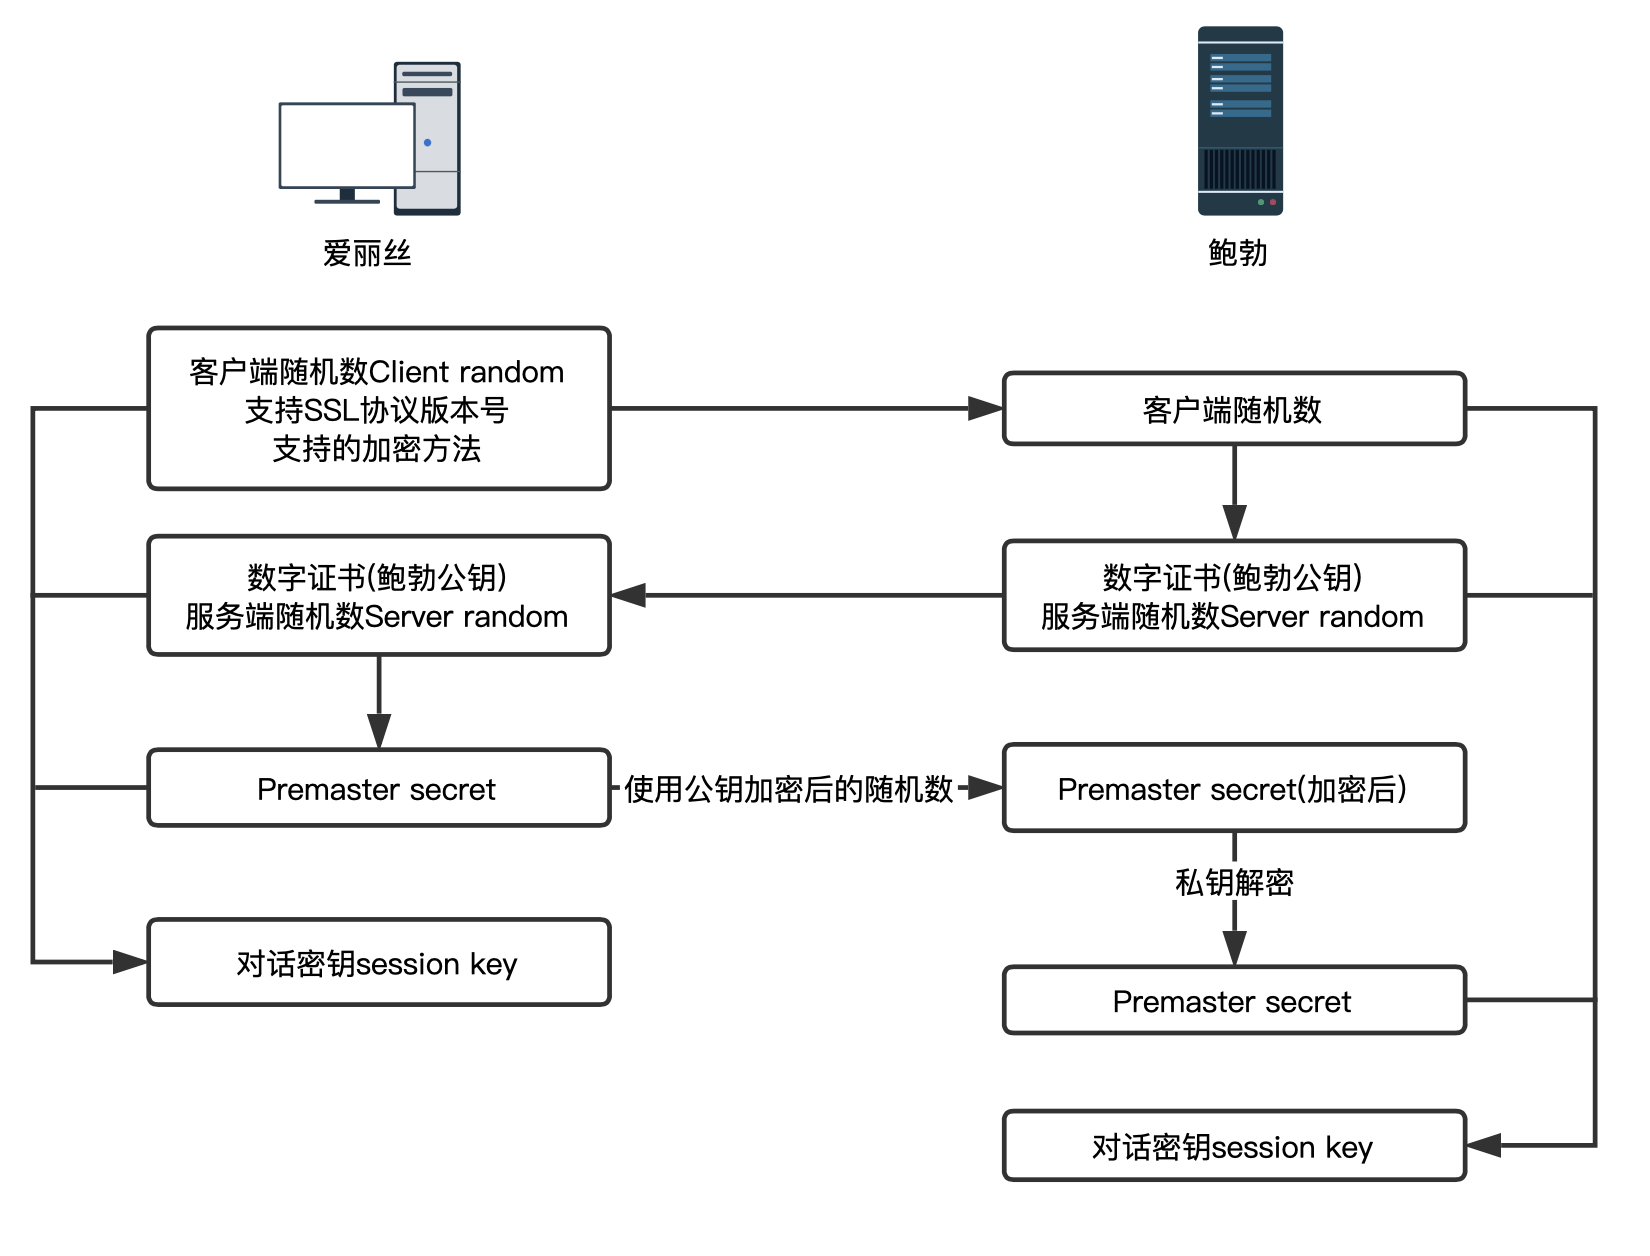 爱丽丝
鲍勃
客户端随机数Client random
支持SSL协议版本号
支持的加密方法
客户端随机数
数字证书(鲍勃公钥)
服务端随机数Server random
数字证书(鲍勃公钥)
服务端随机数Server random
Premaster secret
使用公钥加密后的随机数
Premaster secret(加密后)
私钥解密
对话密钥session key
Premaster secret
对话密钥session key